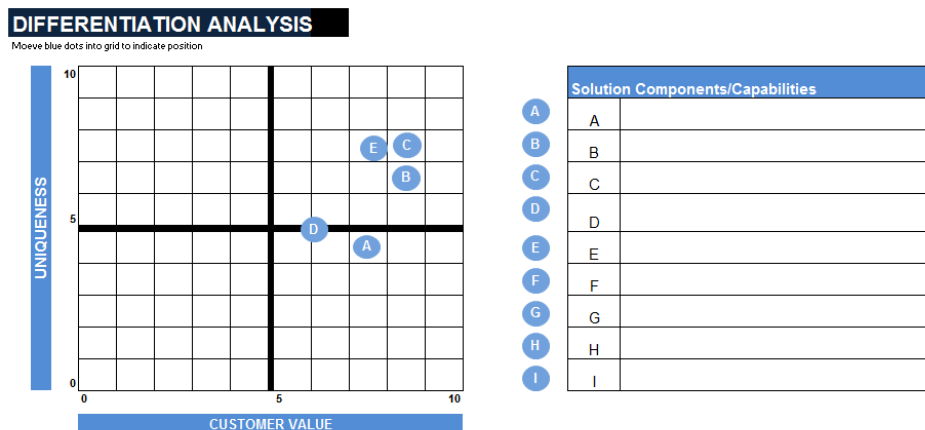 DIFFERENTIATION ANALYSIS
Moeve blue dots into grid to indicate position
10
5
0
UNIQUENESS
E
C
B
D
A
0 5 10
CUSTOMER VALUE
A
B
C
D
E
F
G
H
I
Solution Components/Capabilities
A
B
C
D
E
F
G
H
I